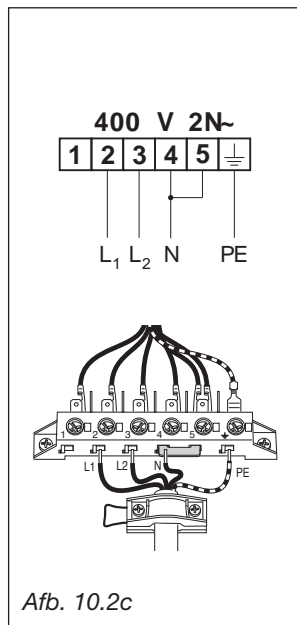 400 V 2N~
1 2 3 4 5
L₁ L₂ N PE
1 2 3 4 5
L1 L2 N PE
Afb. 10.2c